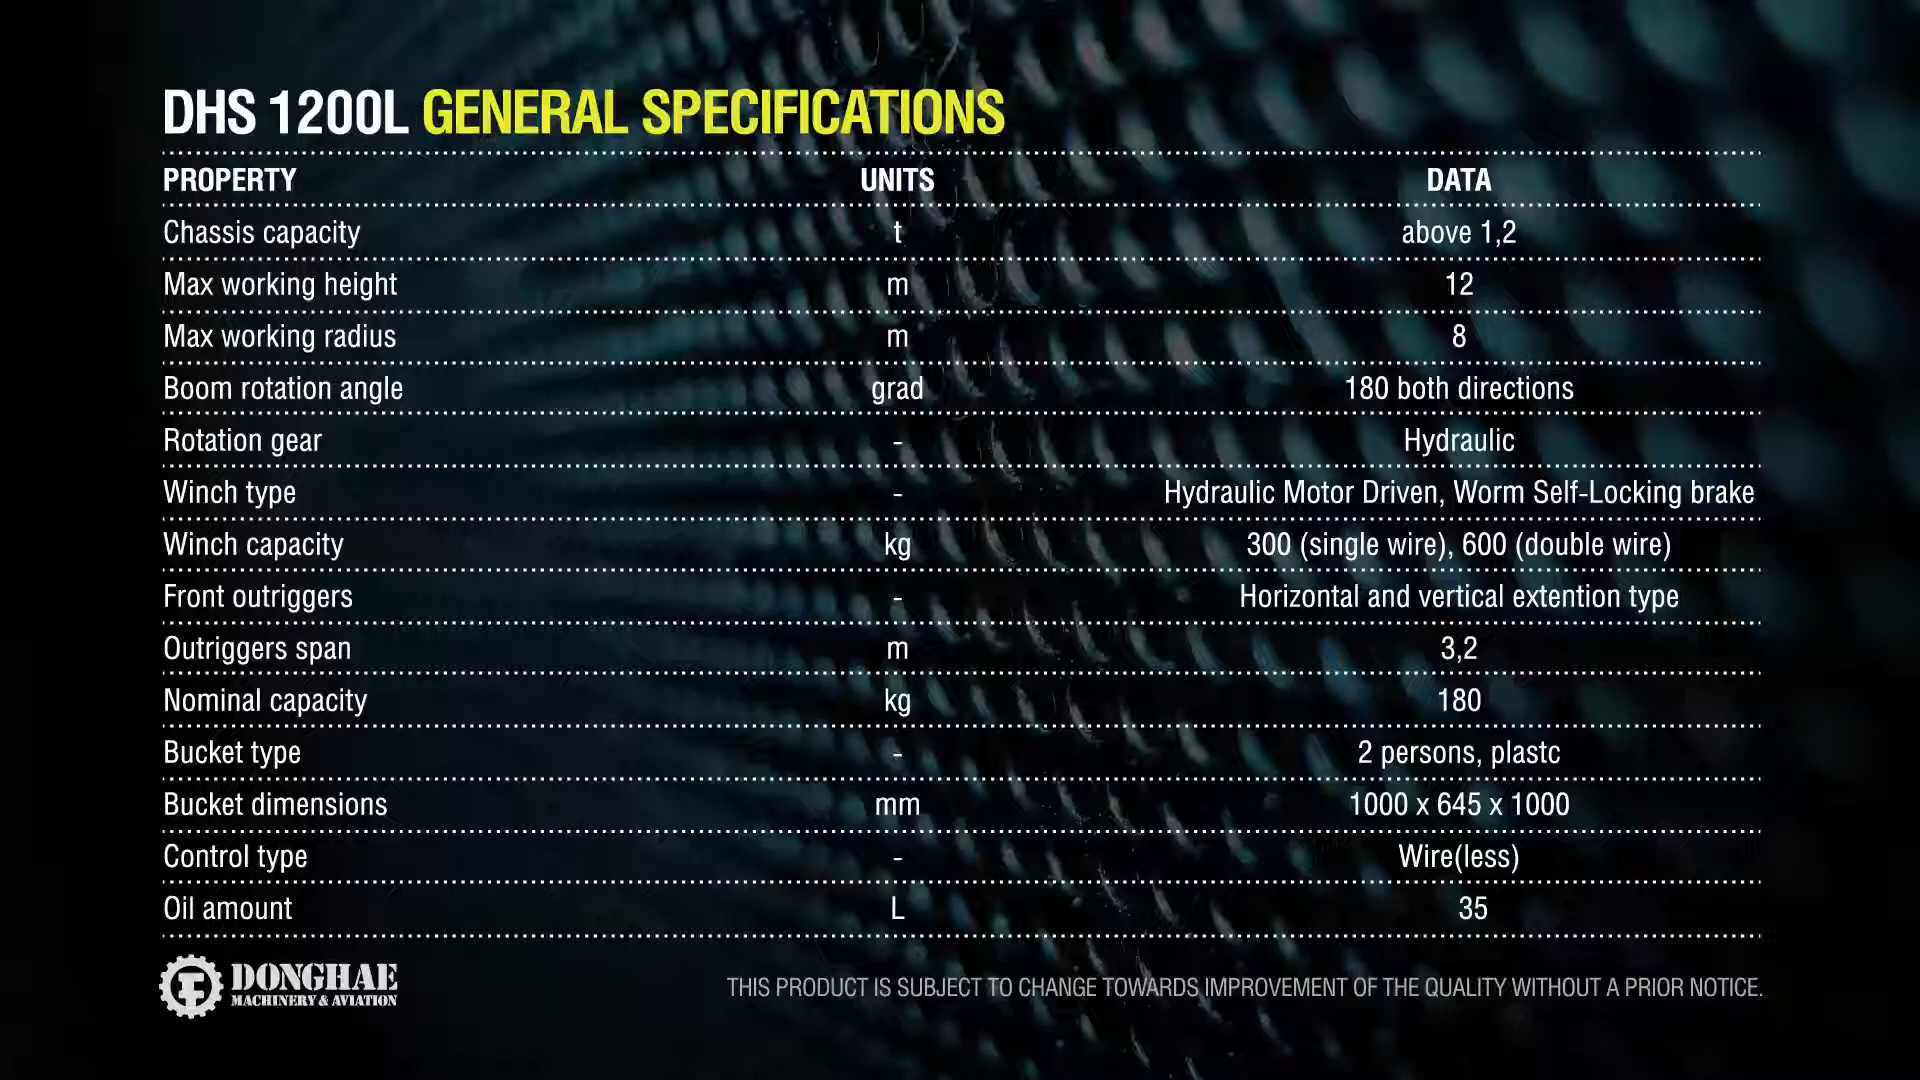 DHS 1200L GENERAL SPECIFICATIONS
PROPERTY UNITS DATA
Chassis capacity t above 1,2
Max working height m 12
Max working radius m 8
Boom rotation angle grad 180 both directions
Rotation gear - Hydraulic
Winch type - Hydraulic Motor Driven, Worm Self-Locking brake
Winch capacity kg 300 (single wire), 600 (double wire)
Front outriggers - Horizontal and vertical extention type
Outriggers span m 3,2
Nominal capacity kg 180
Bucket type - 2 persons, plastc
Bucket dimensions mm 1000 x 645 x 1000
Control type - Wire(less)
Oil amount L 35
DONGHAE
MACHINERY & AVIATION
THIS PRODUCT IS SUBJECT TO CHANGE TOWARDS IMPROVEMENT OF THE QUALITY WITHOUT A PRIOR NOTICE.